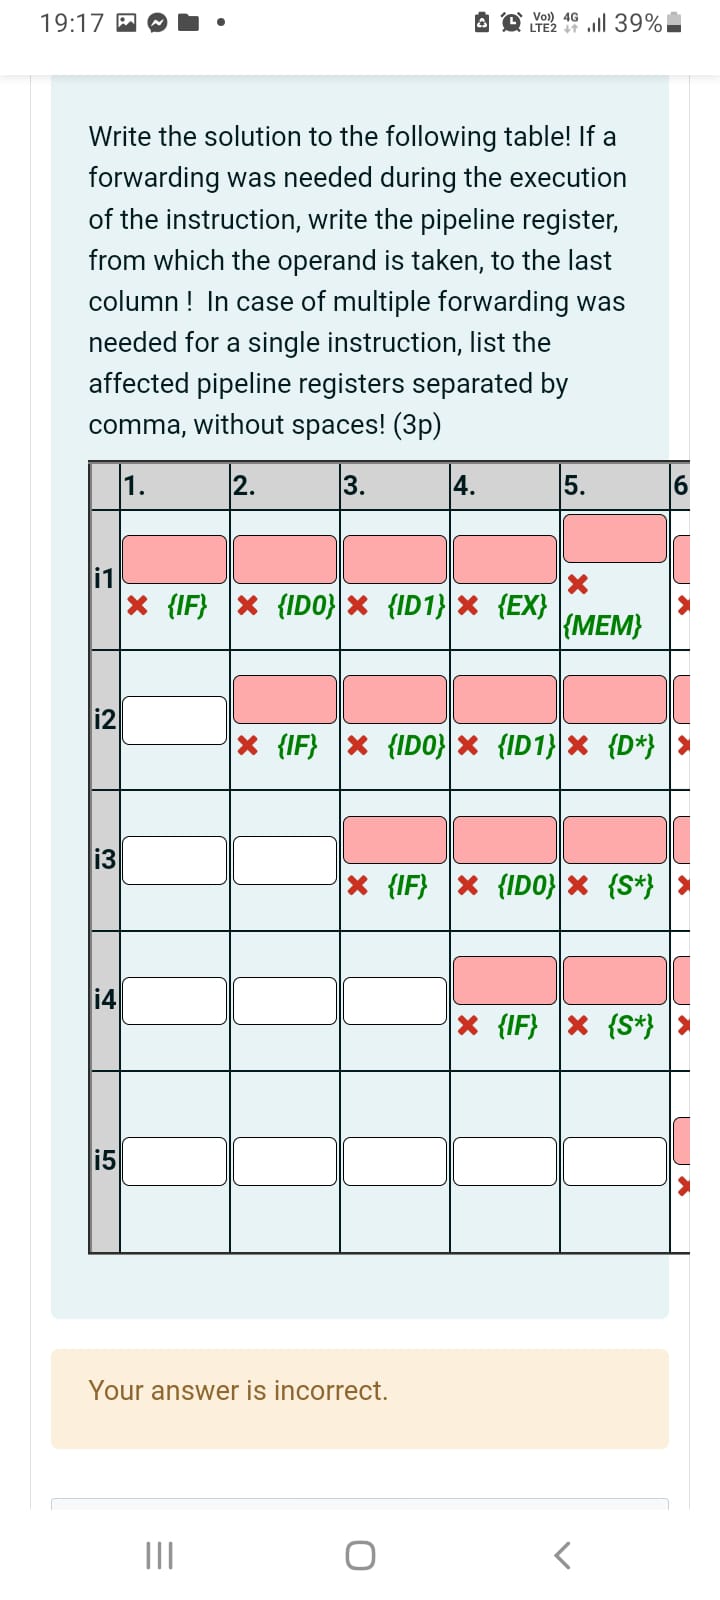 19:17 Vo)) 4G LTE2 39%
Write the solution to the following table! If a
forwarding was needed during the execution
of the instruction, write the pipeline register,
from which the operand is taken, to the last
column ! In case of multiple forwarding was
needed for a single instruction, list the
affected pipeline registers separated by
comma, without spaces! (3p)
1. 2. 3. 4. 5. 6
i1 {IF} {ID0} {ID1} {EX} {MEM}
i2 {IF} {ID0} {ID1} {D*}
i3 {IF} {ID0} {S*}
i4 {IF} {S*}
i5
Your answer is incorrect.